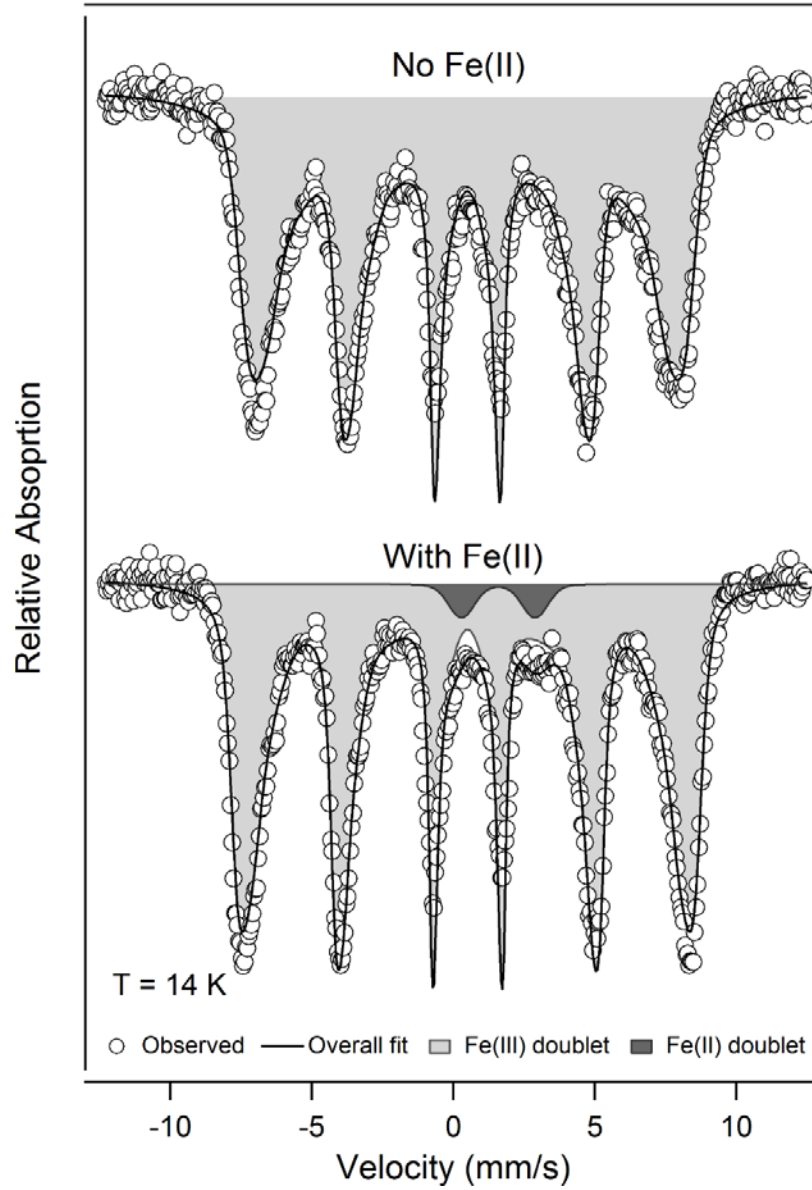 No Fe(II)
Relative Absoprtion
With Fe(II)
T = 14 K
Observed Overall fit Fe(III) doublet Fe(II) doublet
-10 -5 0 5 10
Velocity (mm/s)